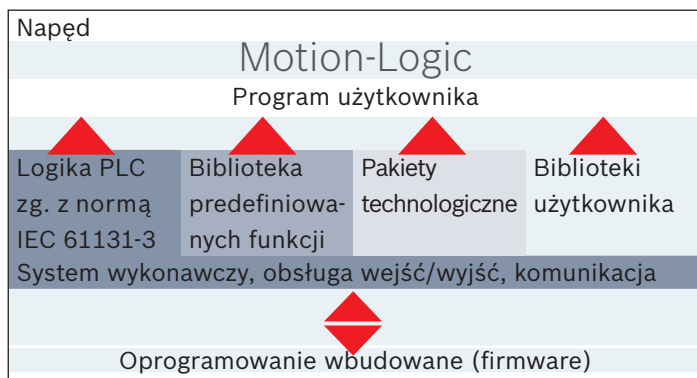 Napęd
Motion-Logic
Program użytkownika
Logika PLC
zg. z normą
IEC 61131-3
Biblioteka
predefiniowa-
nych funkcji
Pakiety
technologiczne
Biblioteki
użytkownika
System wykonawczy, obsługa wejść/wyjść, komunikacja
Oprogramowanie wbudowane (firmware)